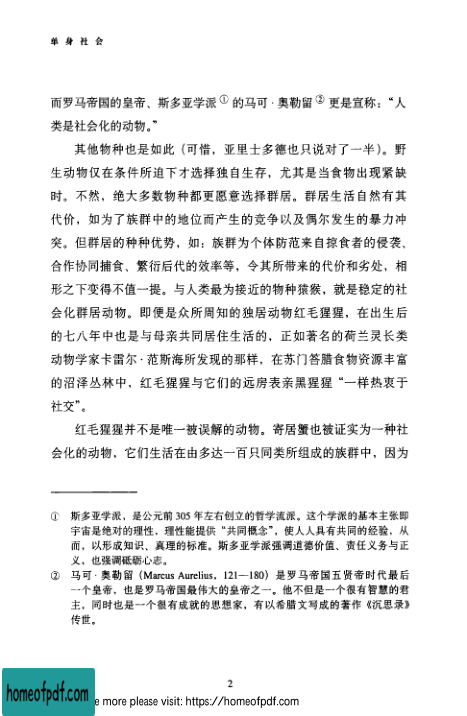 单身社会
而罗马帝国的皇帝、斯多亚学派①的马可·奥勒留②更是宣称：“人
类是社会化的动物。”
其他物种也是如此（可惜，亚里士多德也只说对了一半）。野
生动物仅在条件所迫下才选择独自生存，尤其是当食物出现紧缺
时。不然，绝大多数物种都更愿意选择群居。群居生活自然有其
代价，如为了族群中的地位而产生的竞争以及偶尔发生的暴力冲
突。但群居的种种优势，如：族群为个体防范来自掠食者的侵袭、
合作协同捕食、繁衍后代的效率等，令其所带来的代价和劣处，相
形之下变得不值一提。与人类最为接近的物种猿猴，就是稳定的社
会化群居动物。即便是众所周知的独居动物红毛猩猩，在出生后
的七八年中也是与母亲共同居住生活的，正如著名的荷兰灵长类
动物学家卡雷尔·范斯海所发现的那样，在苏门答腊食物资源丰富
的沼泽丛林中，红毛猩猩与它们的远房表亲黑猩猩“一样热衷于
社交”。
红毛猩猩并不是唯一被误解的动物。寄居蟹也被证实为一种社
会化的动物，它们生活在由多达一百只同类所组成的族群中，因为
① 斯多亚学派，是公元前305年左右创立的哲学流派。这个学派的基本主张即
宇宙是绝对的理性，理性能提供“共同概念”，使人人具有共同的经验，从
而，以形成知识、真理的标准。斯多亚学派强调道德价值、责任义务与正
义，也强调砥砺心志。
② 马可·奥勒留（Marcus Aurelius，121—180）是罗马帝国五贤帝时代最后
一个皇帝，也是罗马帝国最伟大的皇帝之一。他不但是一个很有智慧的君
主，同时也是一个很有成就的思想家，有以希腊文写成的著作《沉思录》
传世。
2
homeofpdf.com
e more please visit: https://homeofpdf.com